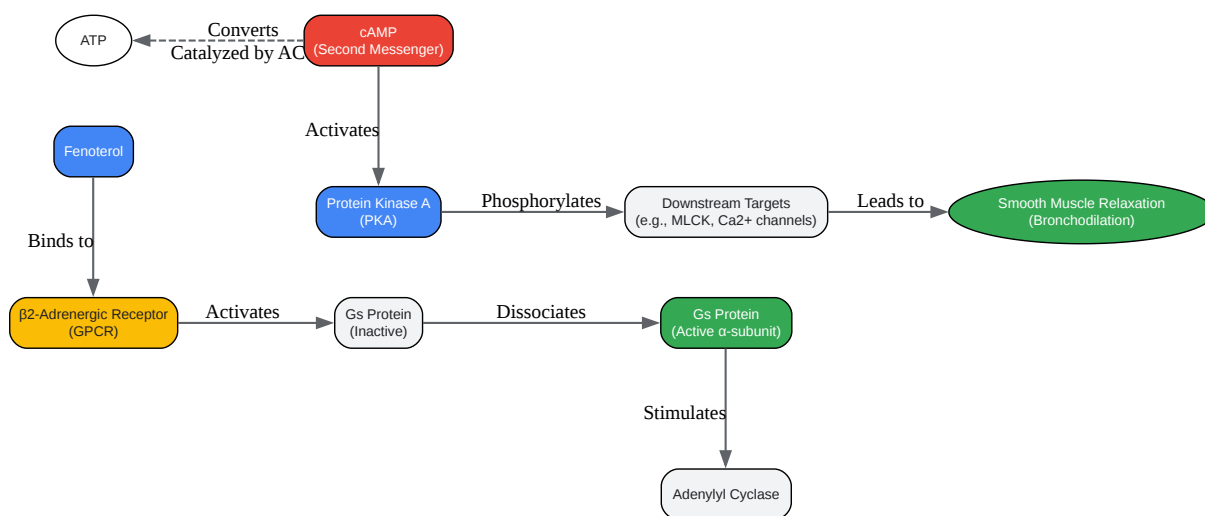 ATP
Converts
Catalyzed by AC
cAMP
(Second Messenger)
Activates
Fenoterol
Protein Kinase A
(PKA)
Phosphorylates
Downstream Targets
(e.g., MLCK, Ca2+ channels)
Leads to
Smooth Muscle Relaxation
(Bronchodilation)
Binds to
β2-Adrenergic Receptor
(GPCR)
Activates
Gs Protein
(Inactive)
Dissociates
Gs Protein
(Active α-subunit)
Stimulates
Adenylyl Cyclase